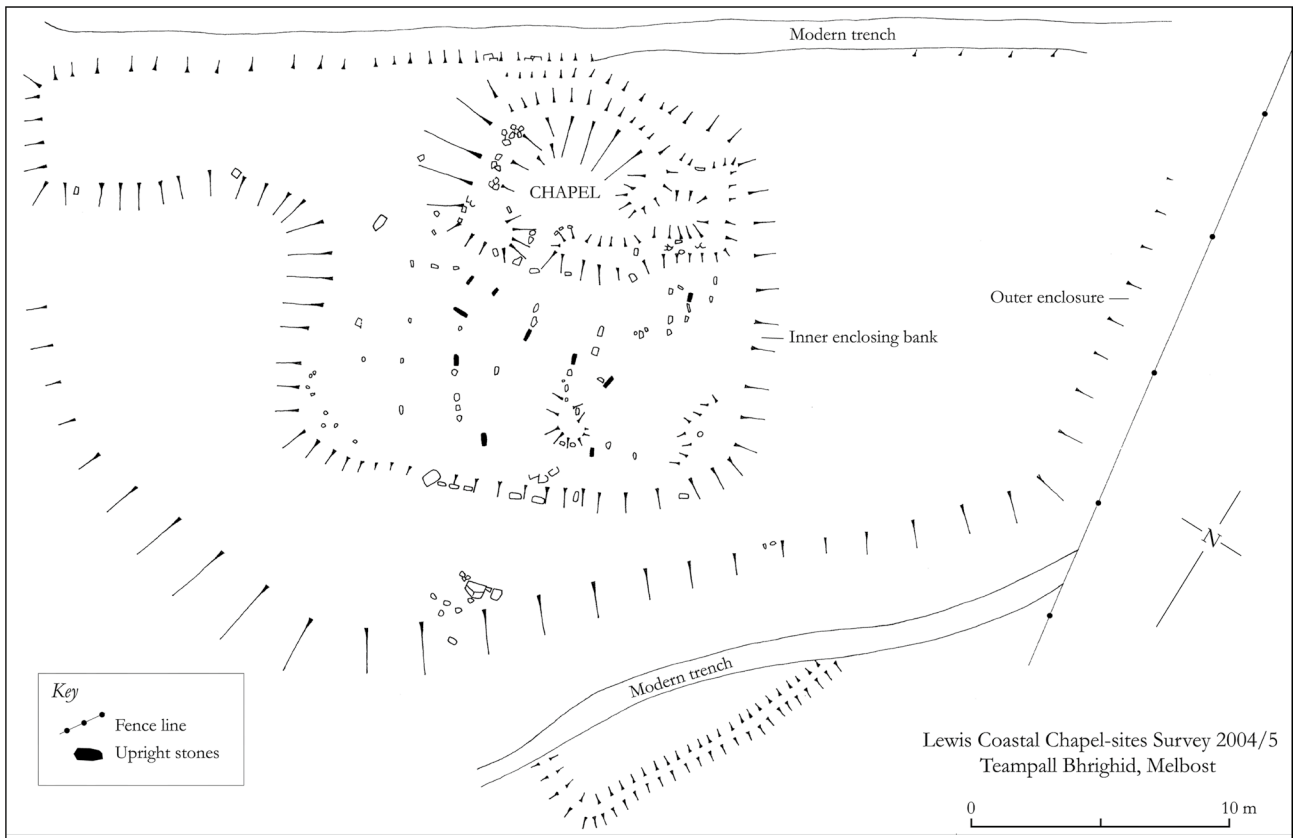 Modern trench
CHAPEL
Outer enclosure
Inner enclosing bank
N
Modern trench
Key
Fence line
Upright stones
Lewis Coastal Chapel-sites Survey 2004/5
Teampall Bhrighid, Melbost
0 10 m